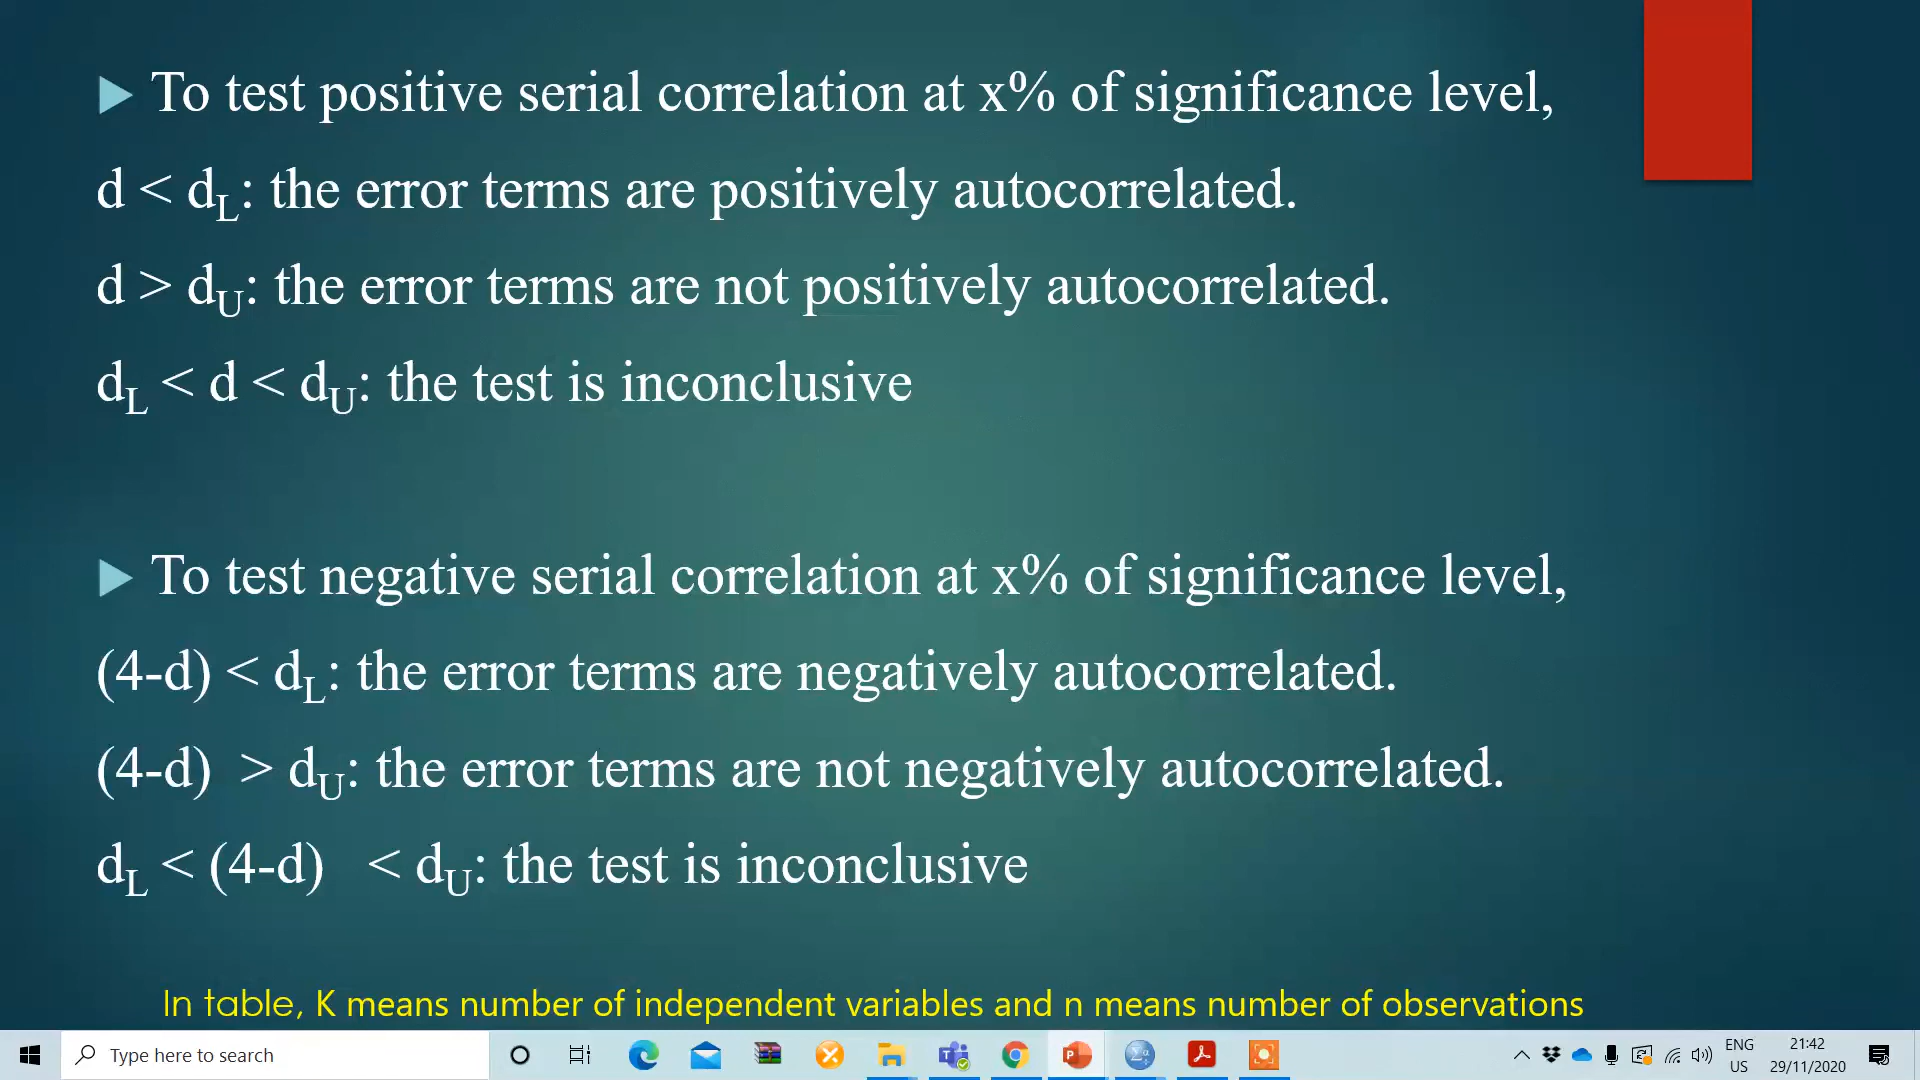 To test positive serial correlation at x% of significance level,
d < dL: the error terms are positively autocorrelated.
d > dU: the error terms are not positively autocorrelated.
dL < d < dU: the test is inconclusive
To test negative serial correlation at x% of significance level,
(4-d) < dL: the error terms are negatively autocorrelated.
(4-d) > dU: the error terms are not negatively autocorrelated.
dL < (4-d) < dU: the test is inconclusive
In table, K means number of independent variables and n means number of observations
Type here to search
ENG
US
21:42
29/11/2020